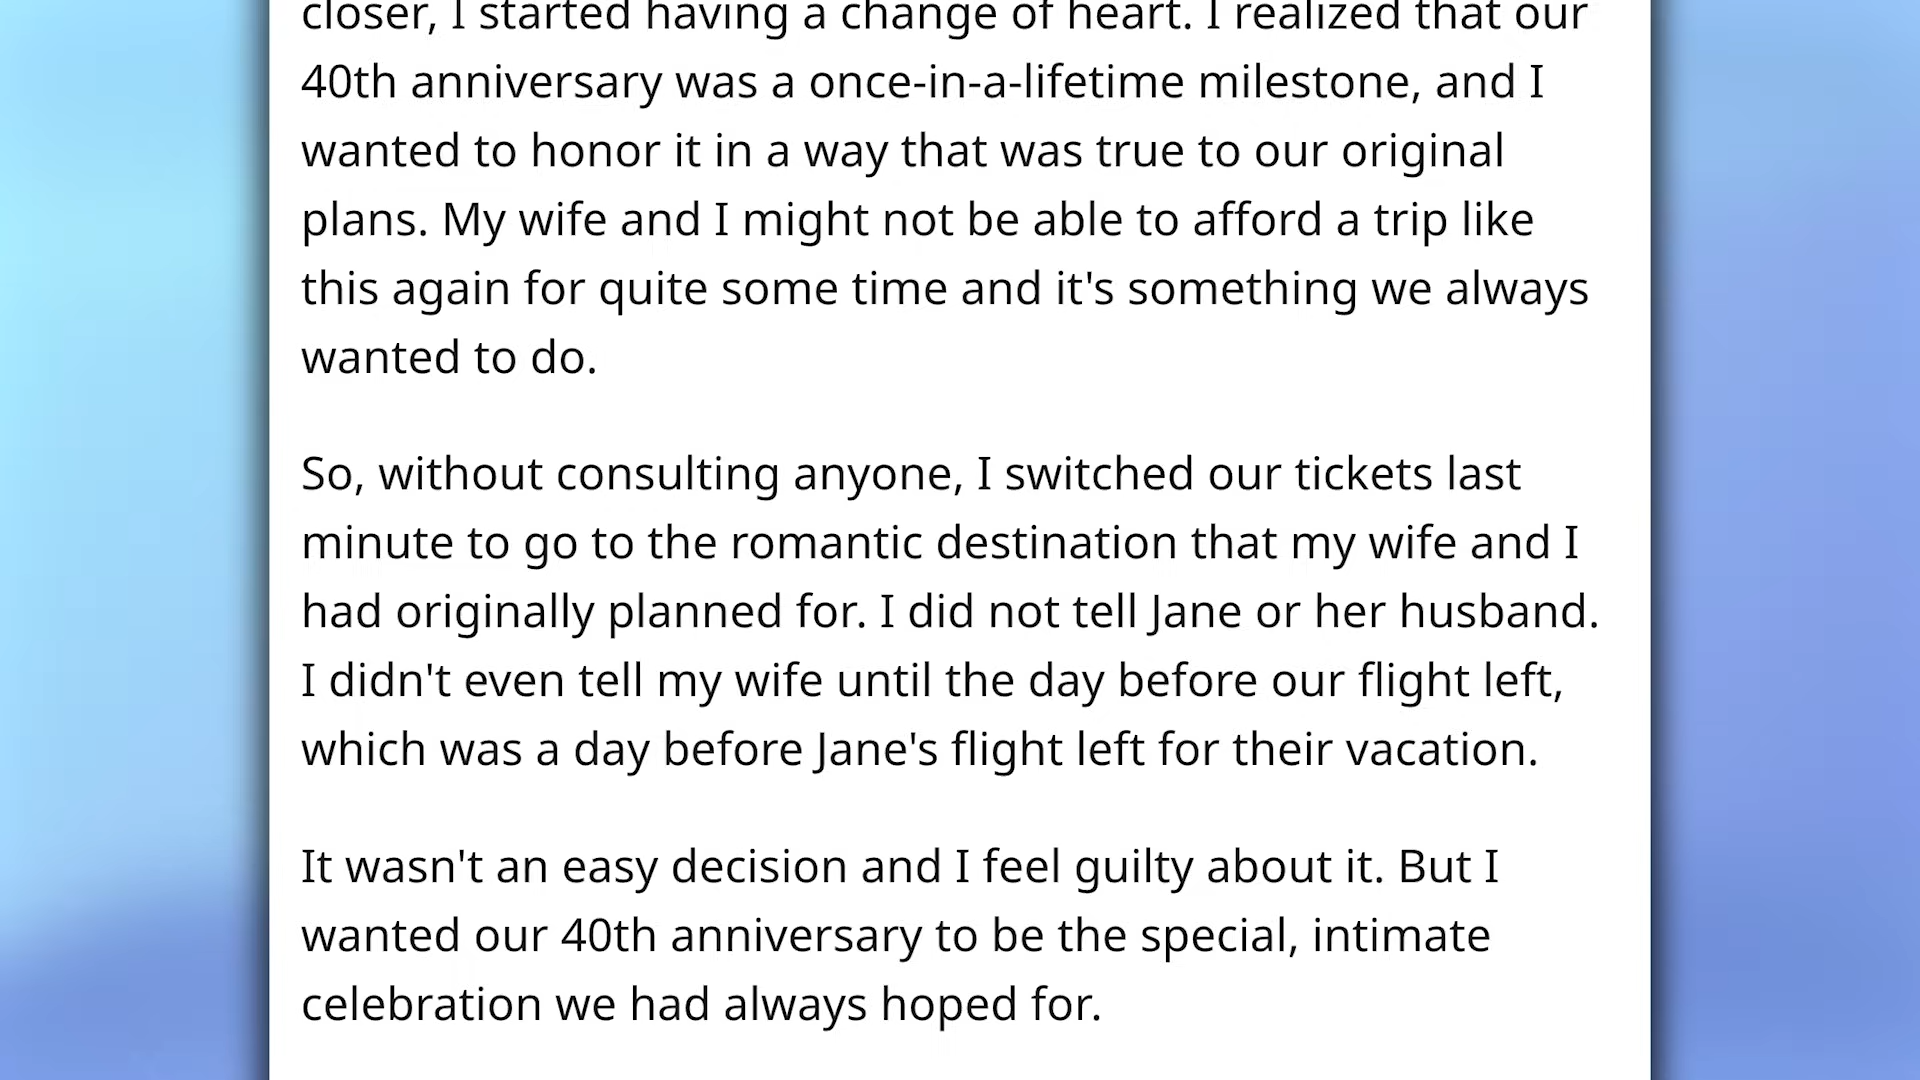 closer, I started having a change of heart. I realized that our
40th anniversary was a once-in-a-lifetime milestone, and I
wanted to honor it in a way that was true to our original
plans. My wife and I might not be able to afford a trip like
this again for quite some time and it's something we always
wanted to do.
So, without consulting anyone, I switched our tickets last
minute to go to the romantic destination that my wife and I
had originally planned for. I did not tell Jane or her husband.
I didn't even tell my wife until the day before our flight left,
which was a day before Jane's flight left for their vacation.
It wasn't an easy decision and I feel guilty about it. But I
wanted our 40th anniversary to be the special, intimate
celebration we had always hoped for.